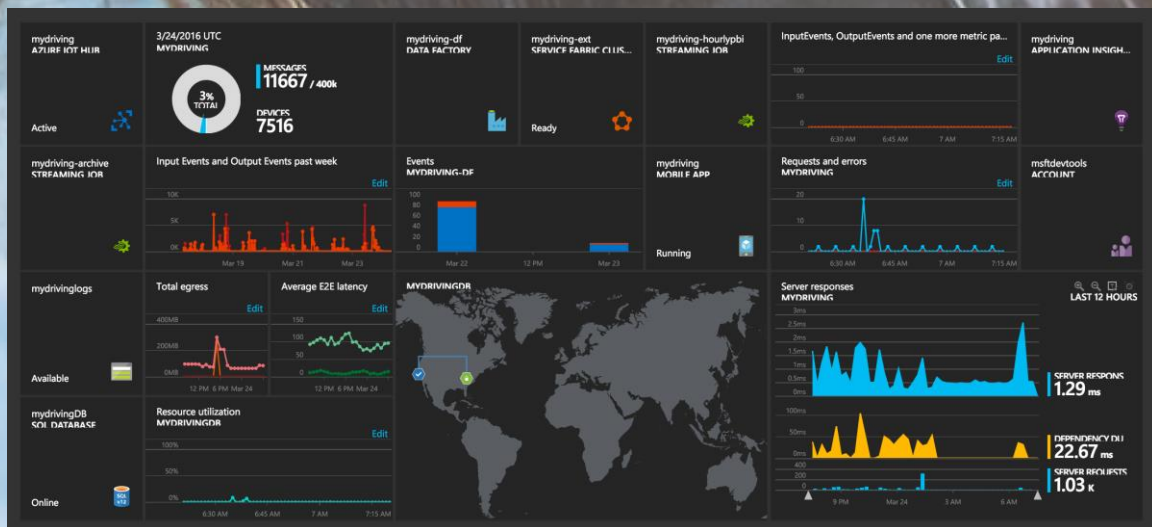 mydriving
AZURE IOT HUB
Active
3/24/2016 UTC
MYDRIVING
3%
TOTAL
MESSAGES
11667 / 400k
DEVICES
7516
mydriving-df
DATA FACTORY
mydriving-ext
SERVICE FABRIC CLUS...
Ready
mydriving-hourlypbi
STREAMING JOB
InputEvents, OutputEvents and one more metric pa...
Edit
100
50
0
6:30 AM 6:45 AM 7 AM 7:15 AM
mydriving
APPLICATION INSIGH...
mydriving-archive
STREAMING JOB
Input Events and Output Events past week
Edit
10K
5K
0K
Mar 19 Mar 21 Mar 23
Events
MYDRIVING-DF
100
80
60
40
20
0
Mar 22 12 PM Mar 23
mydriving
MOBILE APP
Running
Requests and errors
MYDRIVING
Edit
20
10
0
6:30 AM 6:45 AM 7 AM 7:15 AM
msftdevtools
ACCOUNT
mydrivinglogs
Available
Total egress
Edit
400MB
200MB
0MB
12 PM 6 PM Mar 24
Average E2E latency
Edit
150
100
50
0
12 PM 6 PM Mar 24
MYDRIVINGDB
Server responses
MYDRIVING
LAST 12 HOURS
3ms
2.5ms
2ms
1.5ms
1ms
0.5ms
0ms
SERVER RESPONS
1.29 ms
100ms
50ms
0ms
DEPENDENCY DU
22.67 ms
400
200
0
SERVER REQUESTS
1.03 K
9 PM Mar 24 3 AM 6 AM
mydrivingDB
SQL DATABASE
Online
SQL
V12
Resource utilization
MYDRIVINGDB
Edit
100%
50%
0%
6:30 AM 6:45 AM 7 AM 7:15 AM